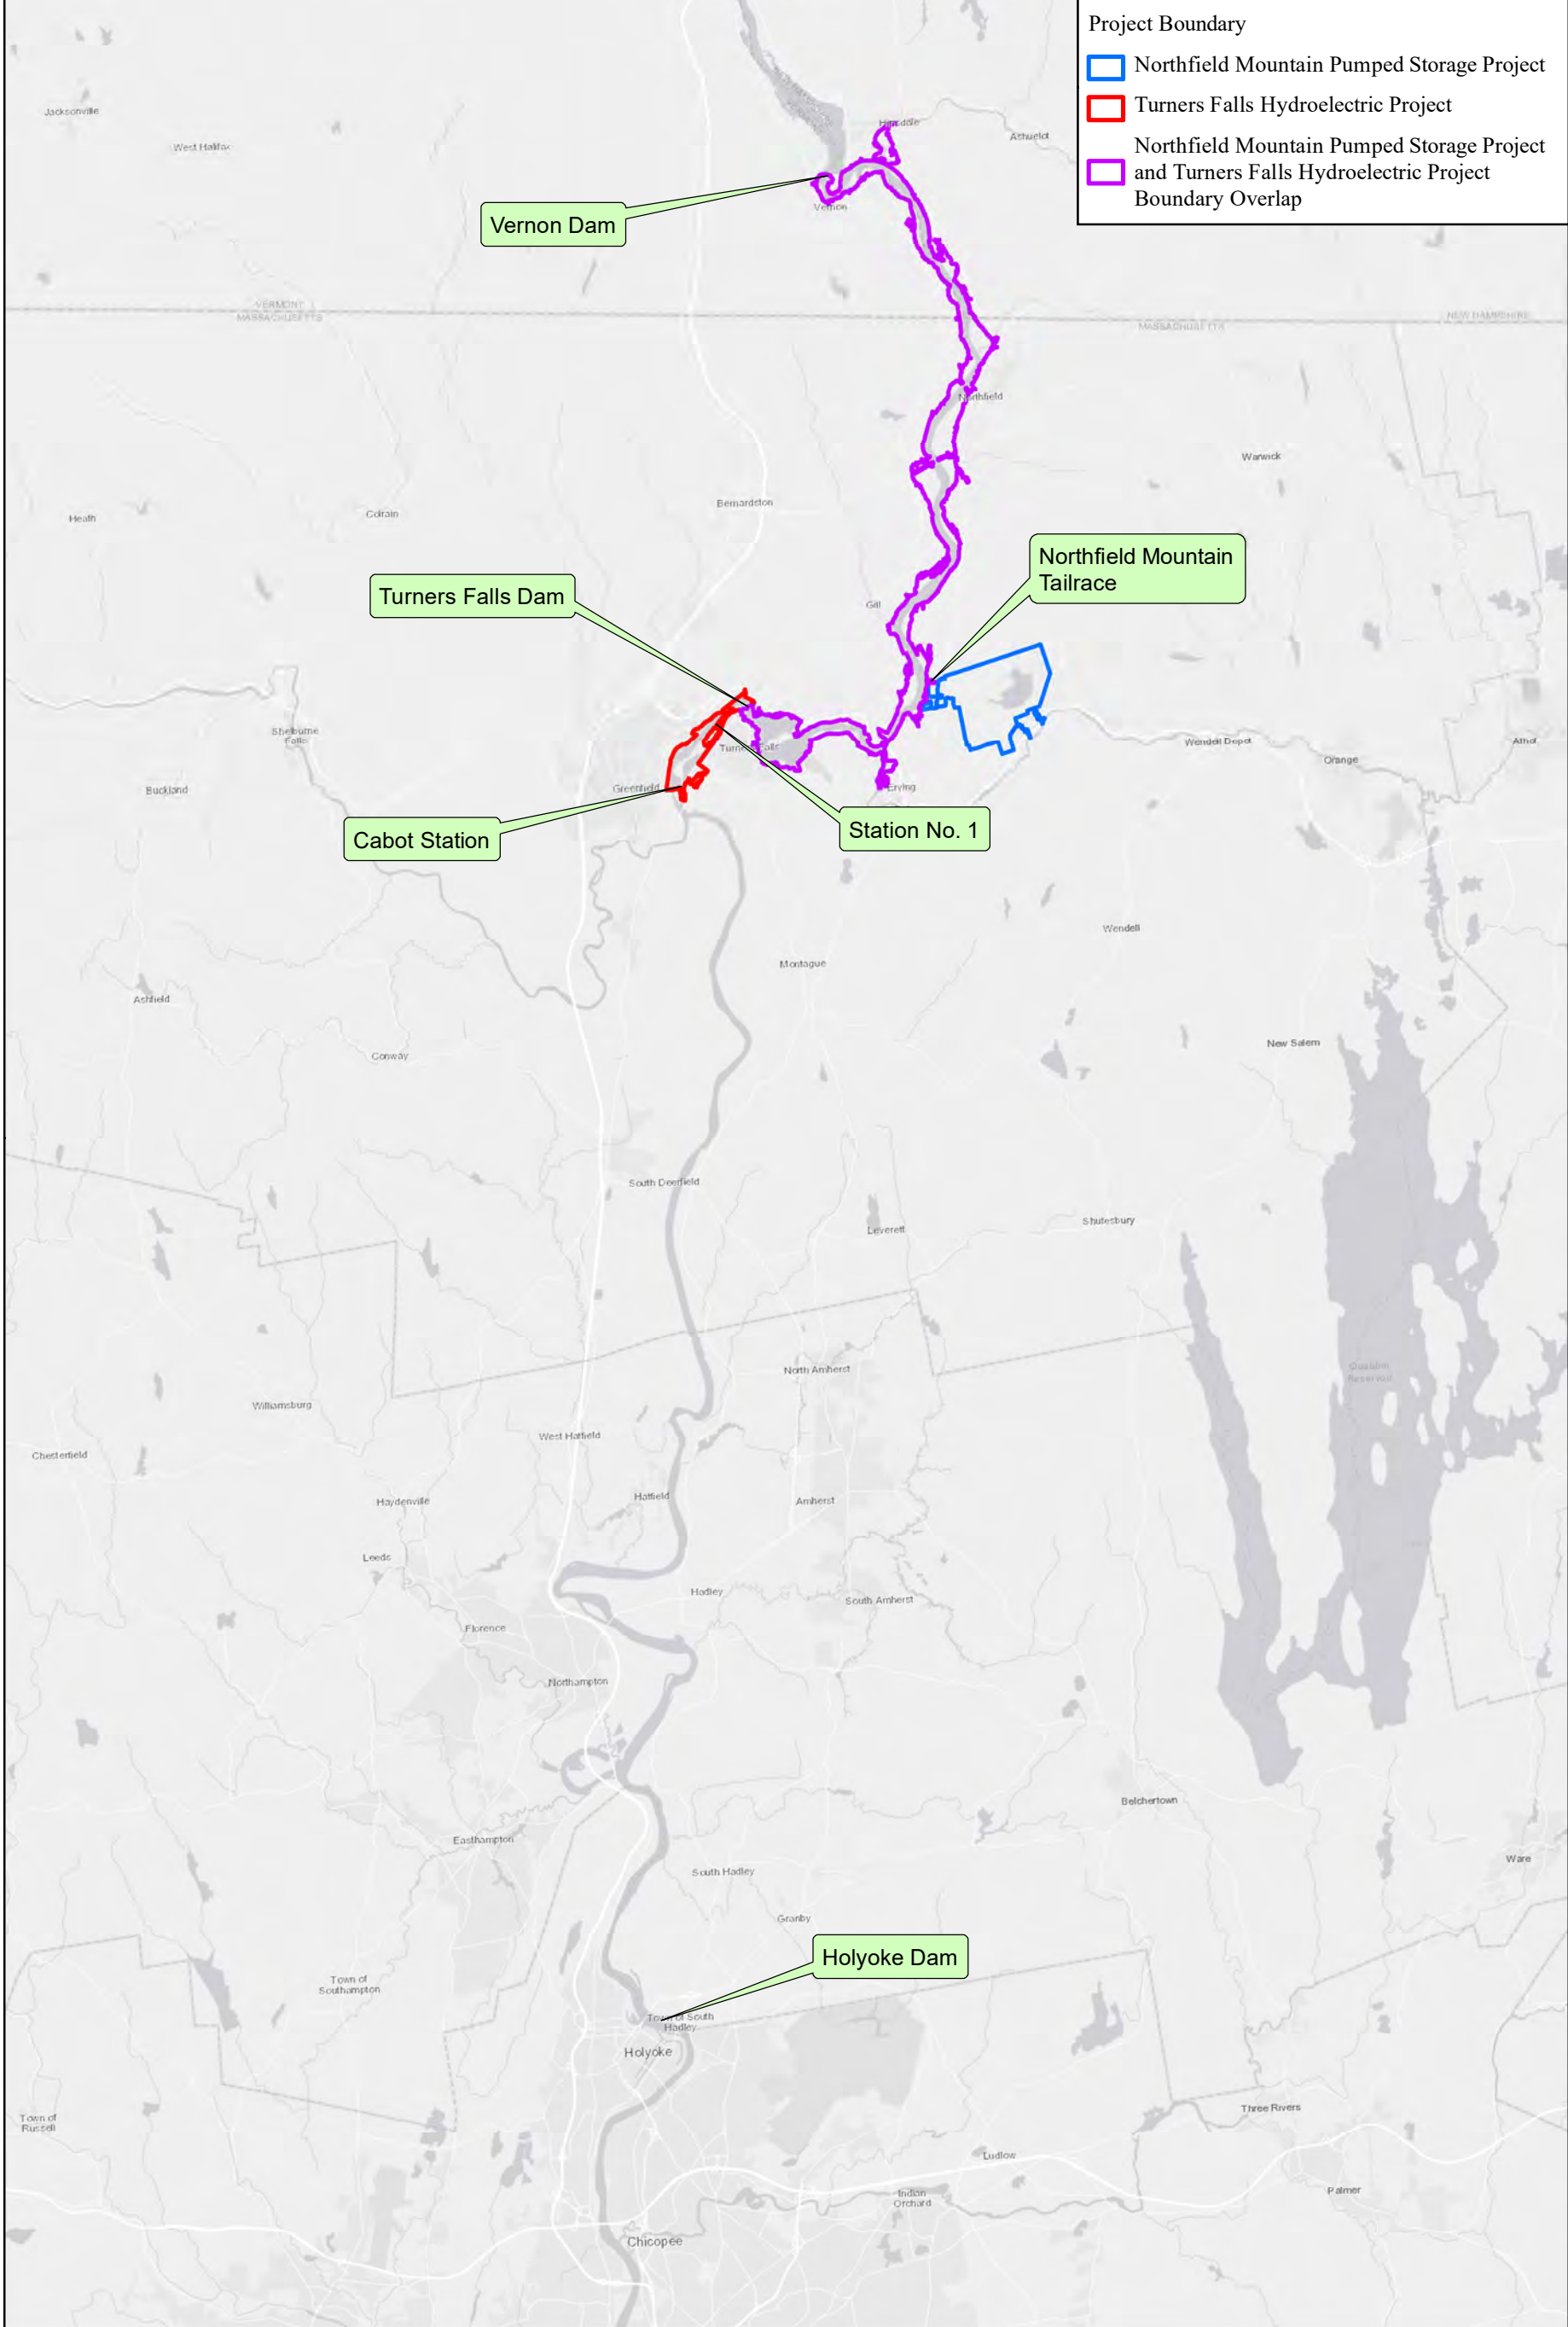 Project Boundary
Northfield Mountain Pumped Storage Project
Turners Falls Hydroelectric Project
Northfield Mountain Pumped Storage Project
and Turners Falls Hydroelectric Project
Boundary Overlap
Jacksonville
West Halifax
Hinsdale
Ashuelot
Vernon Dam
Vernon
VERMONT
MASSACHUSETTS
MASSACHUSETTS
NEW HAMPSHIRE
Northfield
Warwick
Bernardston
Heath
Colrain
Northfield Mountain
Tailrace
Turners Falls Dam
Gill
Shelburne
Falls
Turners Falls
Wendell Depot
Orange
Athol
Buckland
Greenfield
Erving
Cabot Station
Station No. 1
Wendell
Montague
Ashfield
Conway
New Salem
South Deerfield
Leverett
Shutesbury
North Amherst
Quabbin
Reservoir
Williamsburg
West Hatfield
Chesterfield
Hatfield
Haydenville
Amherst
Leeds
Hadley
South Amherst
Florence
Northampton
Belchertown
Easthampton
South Hadley
Ware
Granby
Holyoke Dam
Town of
Southampton
Town of South
Hadley
Holyoke
Town of
Russell
Three Rivers
Ludlow
Indian
Orchard
Palmer
Chicopee